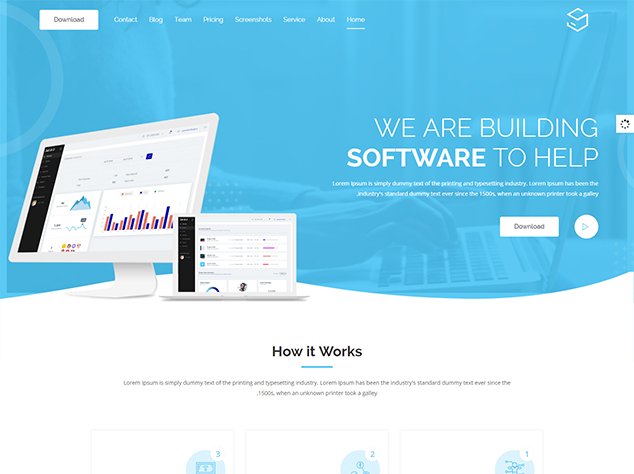 Download Contact Blog Team Pricing Screenshots Service About Home
WE ARE BUILDING
SOFTWARE TO HELP
Lorem Ipsum is simply dummy text of the printing and typesetting industry. Lorem Ipsum has been the
.industry's standard dummy text ever since the 1500s, when an unknown printer took a galley
Download
How it Works
Lorem Ipsum is simply dummy text of the printing and typesetting industry. Lorem Ipsum has been the industry's standard dummy text ever since the
.1500s, when an unknown printer took a galley
3 2 1